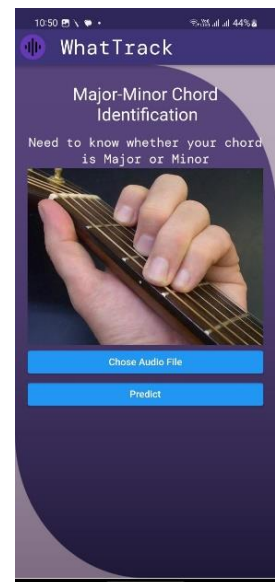 10:50
44%
WhatTrack
Major-Minor Chord
Identification
Need to know whether your chord
is Major or Minor
Chose Audio File
Predict